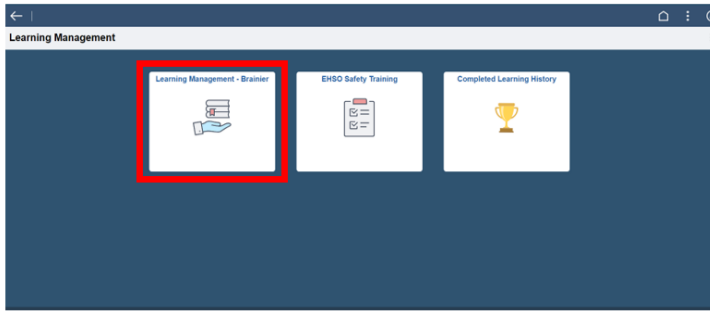 Learning Management
Learning Management - Brainier
EHSO Safety Training
Completed Learning History